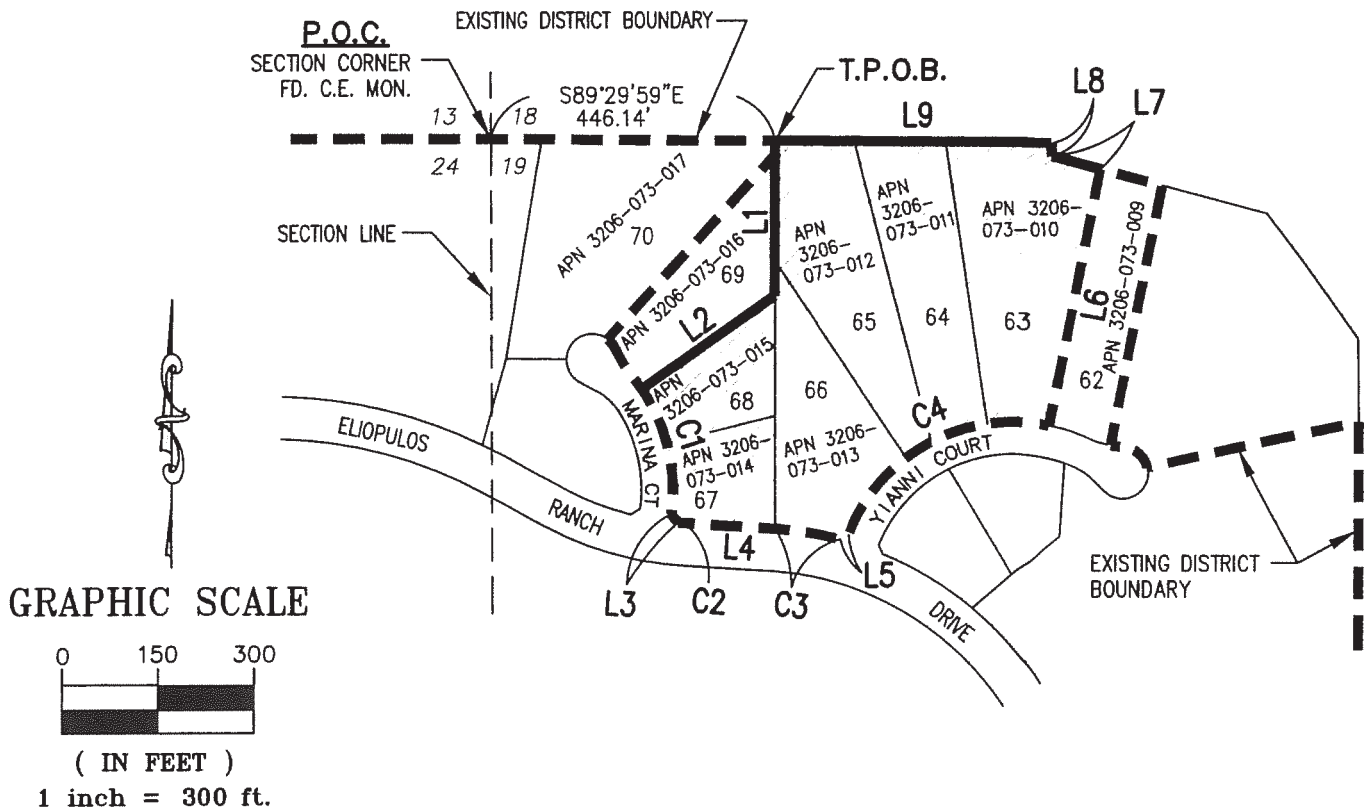 P.O.C.
SECTION CORNER
FD. C.E. MON.
EXISTING DISTRICT BOUNDARY
S89°29'59"E
446.14'
T.P.O.B.
L9
L8
L7
13
18
24
19
SECTION LINE
APN 3206-073-017
70
APN 3206-073-016
69
L1
L2
APN
3206-
073-012
65
APN
3206-
073-011
64
APN 3206-
073-010
63
L6
APN 3206-073-009
62
APN
3206-073-015
68
66
C1
C4
APN 3206-
073-014
67
APN 3206-
073-013
MARINA CT
YIANNI COURT
ELIOPULOS
RANCH
DRIVE
L4
L3
C2
C3
L5
EXISTING DISTRICT
BOUNDARY
GRAPHIC SCALE
0
150
300
( IN FEET )
1 inch = 300 ft.